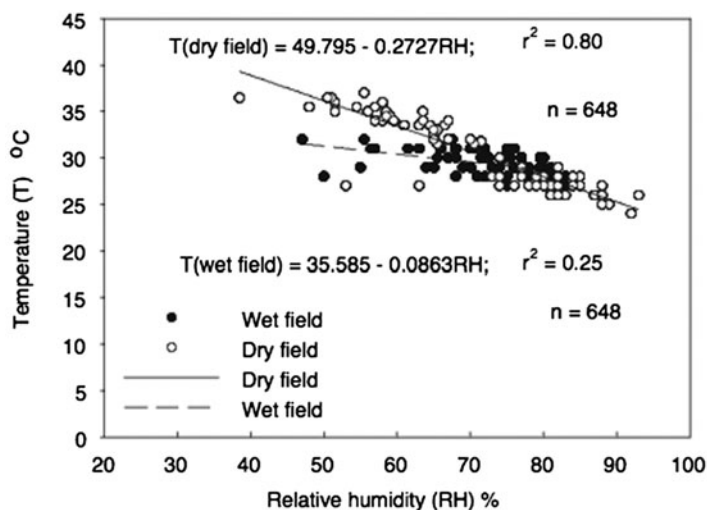 T(dry field) = 49.795 - 0.2727RH; r² = 0.80
n = 648
T(wet field) = 35.585 - 0.0863RH; r² = 0.25
n = 648
Wet field
Dry field
Dry field
Wet field
Temperature (T) ºC
45
40
35
30
25
20
15
10
5
0
20 30 40 50 60 70 80 90 100
Relative humidity (RH) %